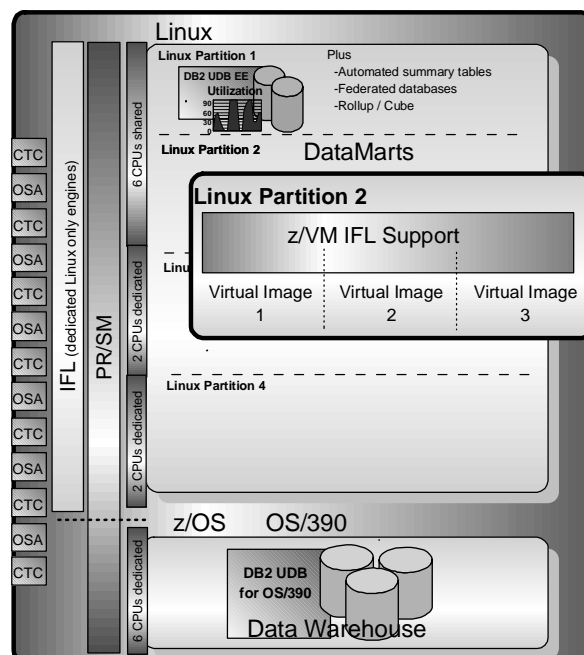 Linux
Linux Partition 1
DB2 UDB EE
Utilization
90
60
30
0
Plus
-Automated summary tables
-Federated databases
-Rollup / Cube
Linux Partition 2
DataMarts
Linux Partition 2
z/VM IFL Support
Virtual Image
1
Virtual Image
2
Virtual Image
3
Linu
Linux Partition 4
CTC
OSA
CTC
OSA
CTC
OSA
CTC
OSA
CTC
OSA
CTC
OSA
CTC
IFL (dedicated Linux only engines)
PR/SM
6 CPUs shared
2 CPUs dedicated
2 CPUs dedicated
6 CPUs dedicated
z/OS OS/390
DB2 UDB
for OS/390
Data Warehouse